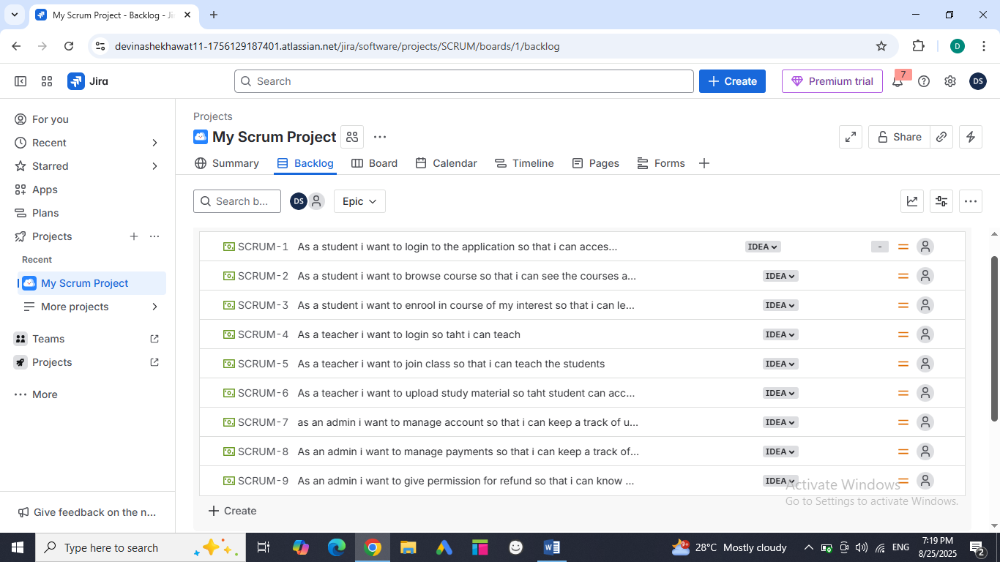 My Scrum Project - Backlog - Ji
devinashekhawat11-1756129187401.atlassian.net/jira/software/projects/SCRUM/boards/1/backlog
D
Jira
Search
Create
Premium trial
7
DS
For you
Recent
Starred
Apps
Plans
Projects
Recent
My Scrum Project
More projects
Teams
Projects
More
Give feedback on the n...
Projects
My Scrum Project
Share
Summary Backlog Board Calendar Timeline Pages Forms
Search b... DS Epic
SCRUM-1 As a student i want to login to the application so that i can acces... IDEA -
SCRUM-2 As a student i want to browse course so that i can see the courses a... IDEA
SCRUM-3 As a student i want to enrool in course of my interest so that i can le... IDEA
SCRUM-4 As a teacher i want to login so taht i can teach IDEA
SCRUM-5 As a teacher i want to join class so that i can teach the students IDEA
SCRUM-6 As a teacher i want to upload study material so taht student can acc... IDEA
SCRUM-7 as an admin i want to manage account so that i can keep a track of u... IDEA
SCRUM-8 As an admin i want to manage payments so that i can keep a track of... IDEA
SCRUM-9 As an admin i want to give permission for refund so that i can know ... IDEA
Create
Activate Windows
Go to Settings to activate Windows.
Type here to search
28°C Mostly cloudy
ENG
7:19 PM
8/25/2025
2